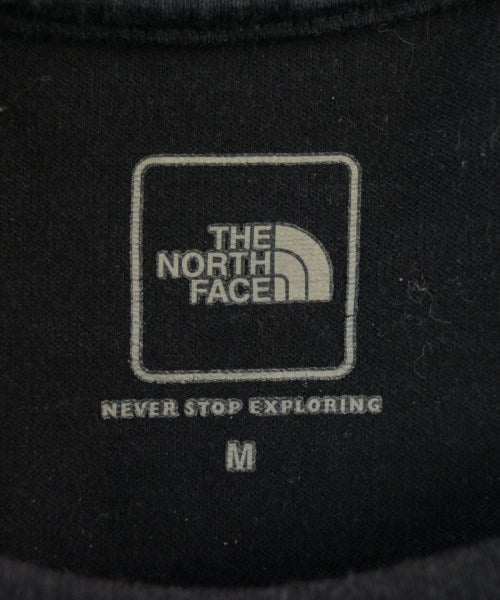 THE
NORTH
FACE
NEVER STOP EXPLORING
M